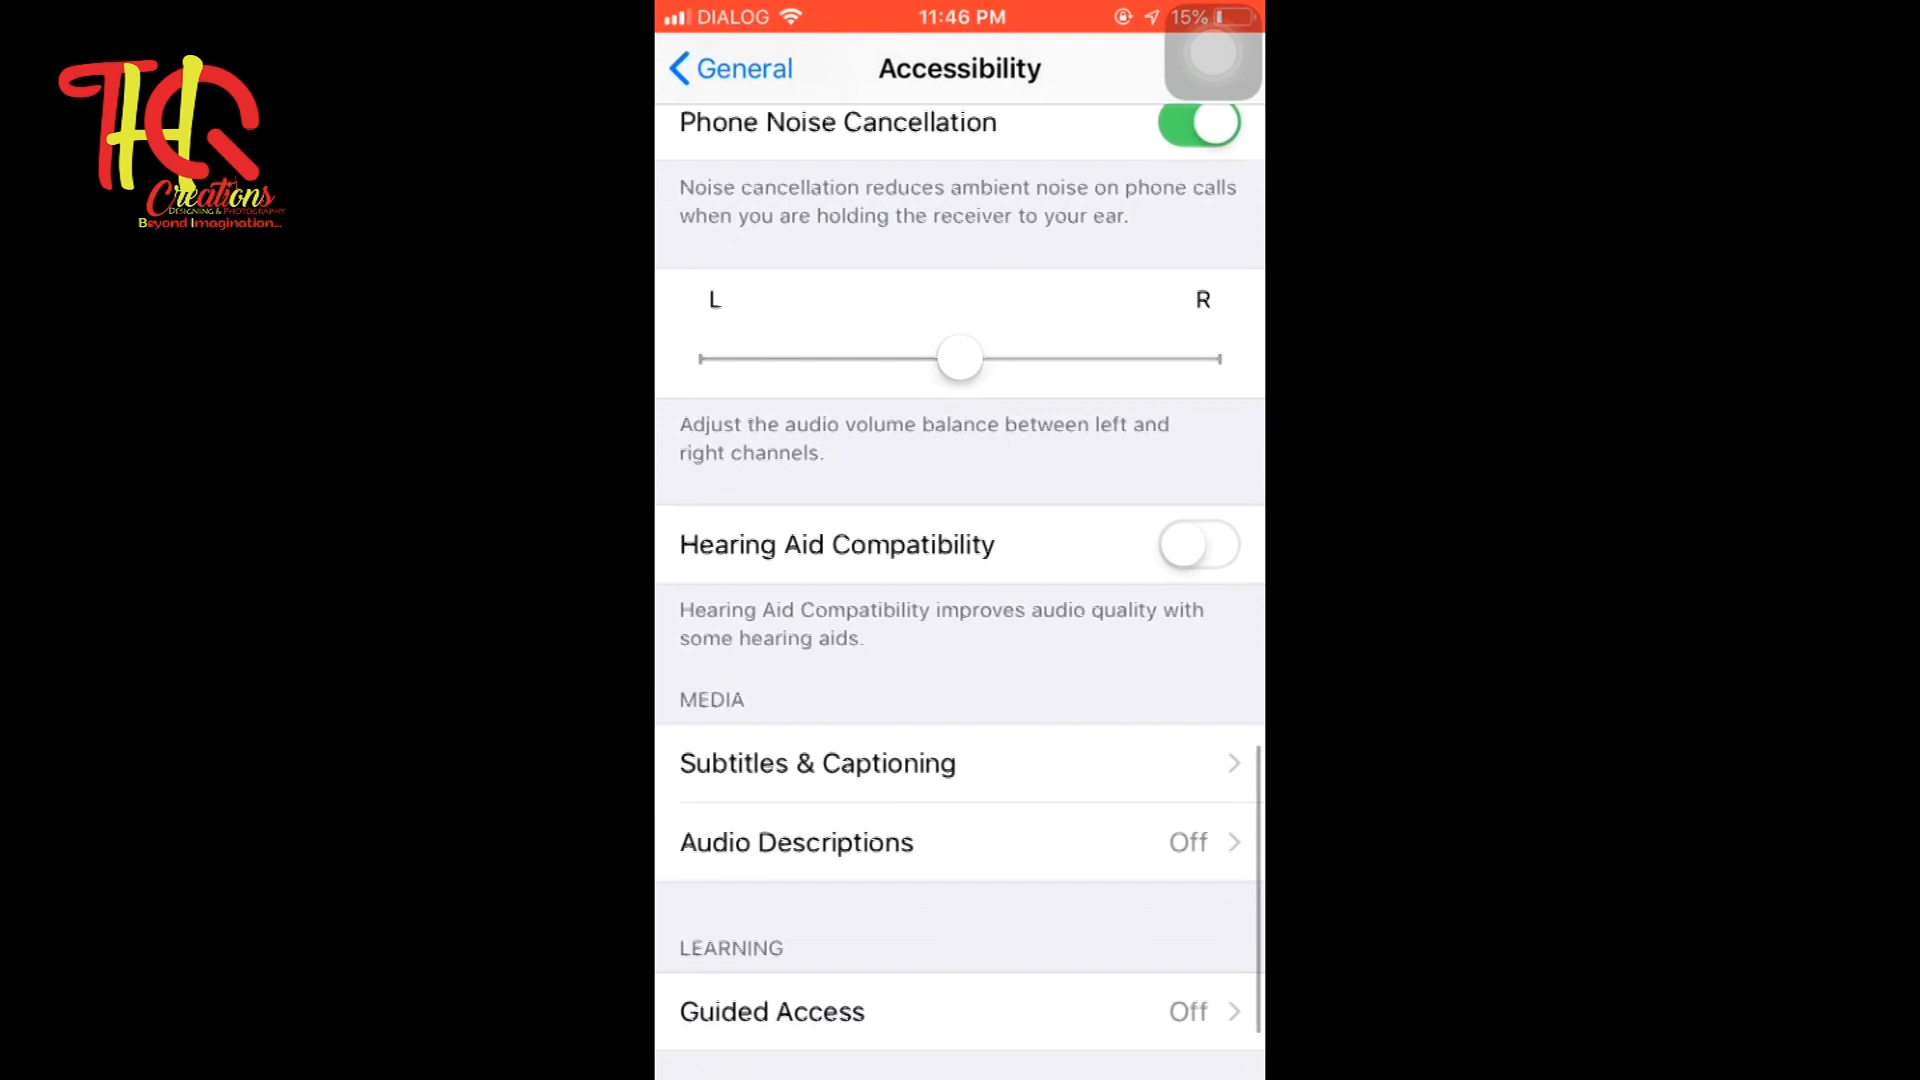 THQ
Creations
DESIGNING & PHOTOGRAPHY
Beyond Imagination...
DIALOG 11:46 PM 15%
General Accessibility
Phone Noise Cancellation
Noise cancellation reduces ambient noise on phone calls
when you are holding the receiver to your ear.
L R
Adjust the audio volume balance between left and
right channels.
Hearing Aid Compatibility
Hearing Aid Compatibility improves audio quality with
some hearing aids.
MEDIA
Subtitles & Captioning
Audio Descriptions Off
LEARNING
Guided Access Off